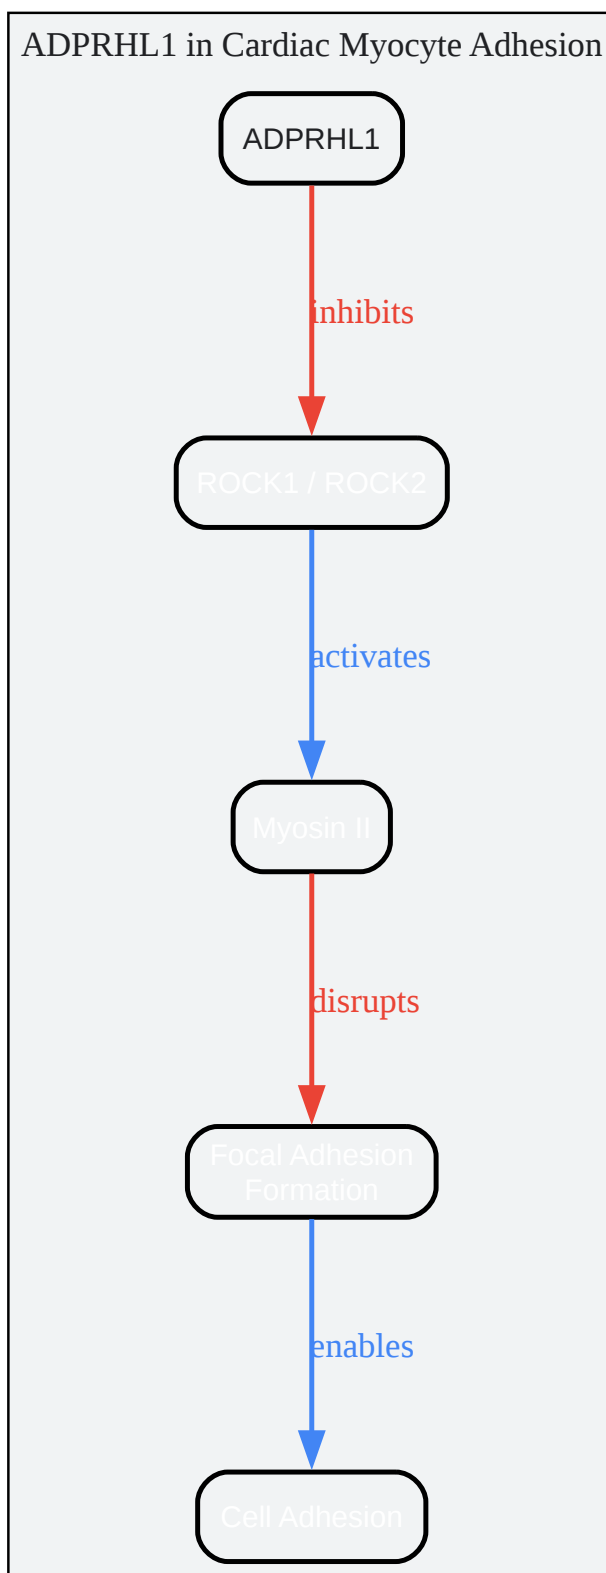 ADPRHL1 in Cardiac Myocyte Adhesion
ADPRHL1
inhibits
ROCK1 / ROCK2
activates
Myosin II
disrupts
Focal Adhesion
Formation
enables
Cell Adhesion